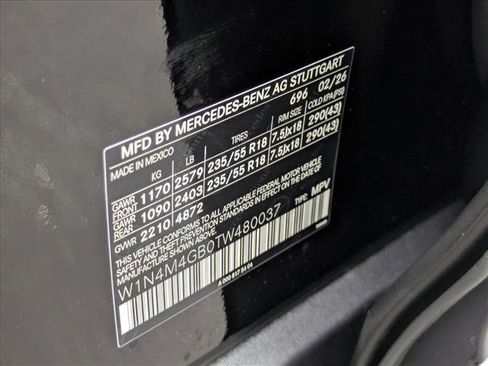 MFD BY MERCEDES-BENZ AG STUTTGART
MADE IN MEXICO 696 02/26
KG LB TIRES RIM SIZE COLD KPA(PSI)
GAWR FRONT 1170 2579 235/55 R18 7.5Jx18 290(43)
GAWR REAR 1090 2403 235/55 R18 7.5Jx18 290(43)
GVWR 2210 4872
THIS VEHICLE CONFORMS TO ALL APPLICABLE FEDERAL MOTOR VEHICLE
SAFETY AND THEFT PREVENTION STANDARDS IN EFFECT ON THE DATE
OF MANUFACTURE SHOWN ABOVE.
W1N4M4GB0TW480037 TYPE: MPV